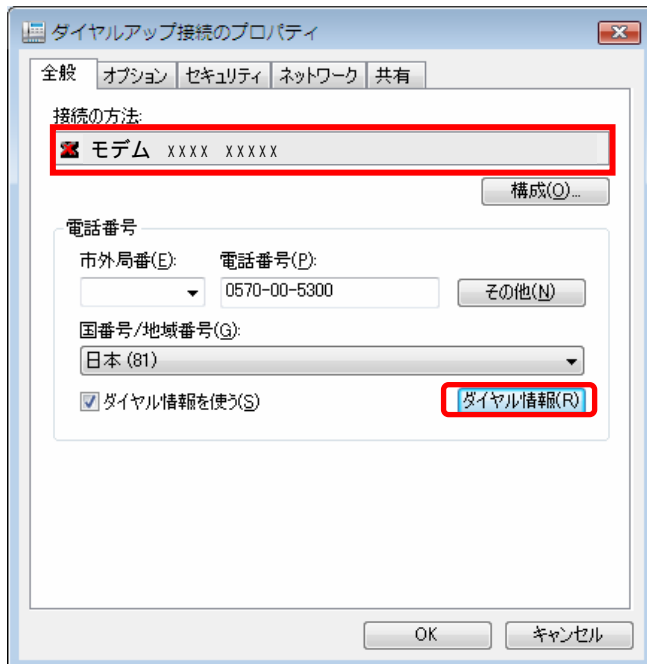 ダイヤルアップ接続のプロパティ
全般 オプション セキュリティ ネットワーク 共有
接続の方法:
モデム xxxx xxxxx
構成(O)...
電話番号
市外局番(E): 電話番号(P):
0570-00-5300 その他(N)
国番号/地域番号(G):
日本 (81)
ダイヤル情報を使う(S) ダイヤル情報(R)
OK キャンセル